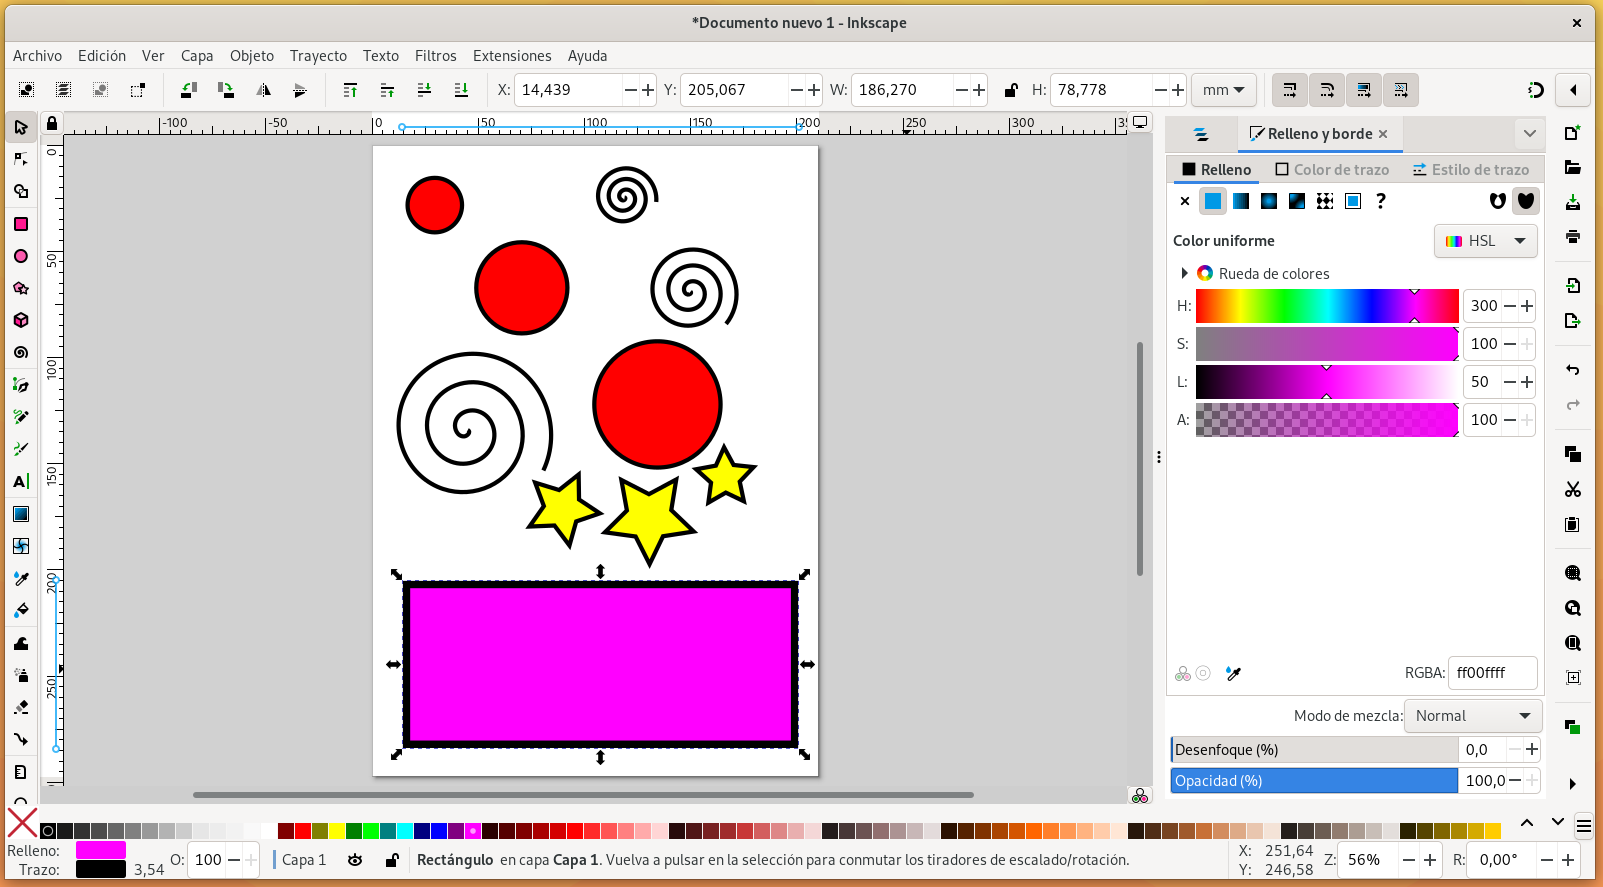 *Documento nuevo 1 - Inkscape
Archivo Edición Ver Capa Objeto Trayecto Texto Filtros Extensiones Ayuda
X: 14,439 Y: 205,067 W: 186,270 H: 78,778 mm
-100 -50 0 50 100 150 200 250 300
0
50
100
150
200
250
Relleno y borde
Relleno Color de trazo Estilo de trazo
?
Color uniforme HSL
Rueda de colores
H: 300
S: 100
L: 50
A: 100
A
RGBA: ff00ffff
Modo de mezcla: Normal
Desenfoque (%) 0,0
Opacidad (%) 100,0
Relleno:
Trazo: 3,54
O: 100
Capa 1
Rectángulo en capa Capa 1. Vuelva a pulsar en la selección para conmutar los tiradores de escalado/rotación.
X: 251,64
Y: 246,58
Z: 56%
R: 0,00°